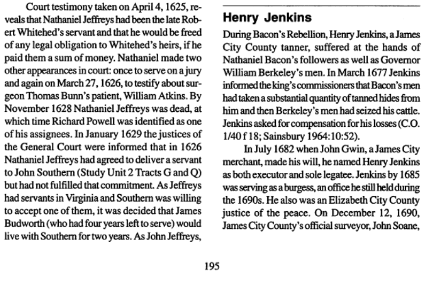 Court testimony taken on April 4, 1625, re-
veals that Nathaniel Jeffreys had been the late Rob-
ert Whitehed's servant and that he would be freed
of any legal obligation to Whitehed's heirs, if he
paid them a sum of money. Nathaniel made two
other appearances in court: once to serve on a jury
and again on March 27, 1626, to testify about sur-
geon Thomas Bunn's patient, William Atkins. By
November 1628 Nathaniel Jeffreys was dead, at
which time Richard Powell was identified as one
of his assignees. In January 1629 the justices of
the General Court were informed that in 1626
Nathaniel Jeffreys had agreed to deliver a servant
to John Southern (Study Unit 2 Tracts G and Q)
but had not fulfilled that commitment. As Jeffreys
had servants in Virginia and Southern was willing
to accept one of them, it was decided that James
Budworth (who had four years left to serve) would
live with Southern for two years. As John Jeffreys,
Henry Jenkins
During Bacon's Rebellion, Henry Jenkins, a James
City County tanner, suffered at the hands of
Nathaniel Bacon's followers as well as Governor
William Berkeley's men. In March 1677 Jenkins
informed the king's commissioners that Bacon's men
had taken a substantial quantity of tanned hides from
him and then Berkeley's men had seized his cattle.
Jenkins asked for compensation for his losses (C.O.
1/40 f 18; Sainsbury 1964:10:52).
In July 1682 when John Gwin, a James City
merchant, made his will, he named Henry Jenkins
as both executor and sole legatee. Jenkins by 1685
was serving as a burgess, an office he still held during
the 1690s. He also was an Elizabeth City County
justice of the peace. On December 12, 1690,
James City County's official surveyor, John Soane,
195